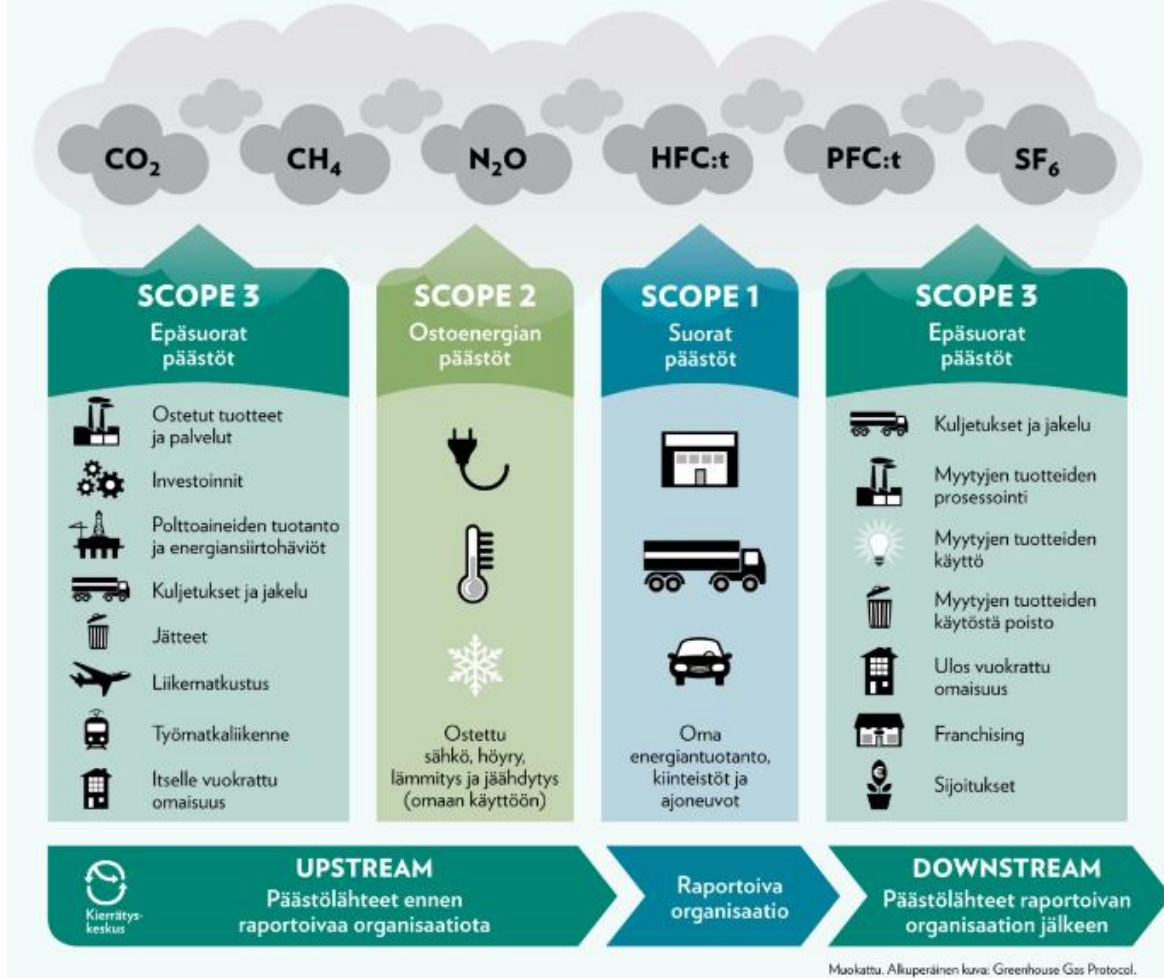 CO₂
CH₄
N₂O
HFC:t
PFC:t
SF₆
SCOPE 3
Epäsuorat
päästöt
Ostetut tuotteet
ja palvelut
Investoinnit
Polttoaineiden tuotanto
ja energiansiirtohäviöt
Kuljetukset ja jakelu
Jätteet
Liikematkustus
Työmatkaliikenne
Itselle vuokrattu
omaisuus
SCOPE 2
Ostoenergian
päästöt
Ostettu
sähkö, höyry,
lämmitys ja jäähdytys
(omaan käyttöön)
SCOPE 1
Suorat
päästöt
Oma
energiantuotanto,
kiinteistöt ja
ajoneuvot
SCOPE 3
Epäsuorat
päästöt
Kuljetukset ja jakelu
Myytyjen tuotteiden
prosessointi
Myytyjen tuotteiden
käyttö
Myytyjen tuotteiden
käytöstä poisto
Ulos vuokrattu
omaisuus
Franchising
€
Sijoitukset
Kierrätys-
keskus
UPSTREAM
Päästölähteet ennen
raportoivaa organisaatiota
Raportoiva
organisaatio
DOWNSTREAM
Päästölähteet raportoivan
organisaation jälkeen
Muokattu. Alkuperäinen kuva: Greenhouse Gas Protocol.